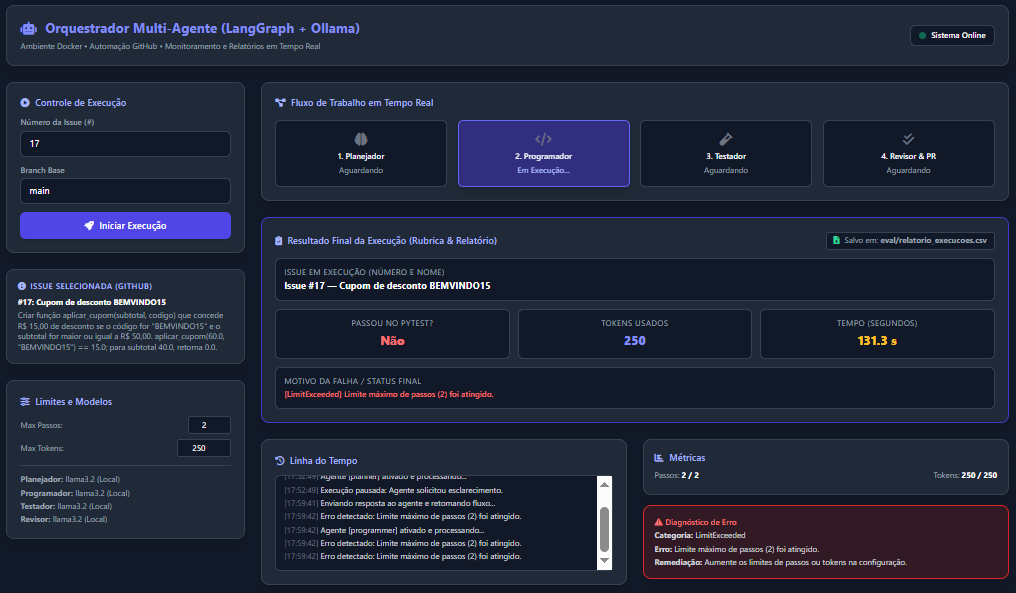 Orquestrador Multi-Agente (LangGraph + Ollama)
Ambiente Docker • Automação GitHub • Monitoramento e Relatórios em Tempo Real
Sistema Online
Controle de Execução
Número da Issue (#)
17
Branch Base
main
Iniciar Execução
ISSUE SELECIONADA (GITHUB)
#17: Cupom de desconto BEMVINDO15
Criar função aplicar_cupom(subtotal, codigo) que concede
R$ 15,00 de desconto se o código for "BEMVINDO15" e o
subtotal for maior ou igual a R$ 50,00. aplicar_cupom(60.0,
"BEMVINDO15") == 15.0; para subtotal 40.0, retorna 0.0.
Limites e Modelos
Max Passos:
2
Max Tokens:
250
Planejador: llama3.2 (Local)
Programador: llama3.2 (Local)
Testador: llama3.2 (Local)
Revisor: llama3.2 (Local)
Fluxo de Trabalho em Tempo Real
1. Planejador
Aguardando
2. Programador
Em Execução...
3. Testador
Aguardando
4. Revisor & PR
Aguardando
Resultado Final da Execução (Rubrica & Relatório)
Salvo em: eval/relatorio_execucoes.csv
ISSUE EM EXECUÇÃO (NÚMERO E NOME)
Issue #17 — Cupom de desconto BEMVINDO15
PASSOU NO PYTEST?
Não
TOKENS USADOS
250
TEMPO (SEGUNDOS)
131.3 s
MOTIVO DA FALHA / STATUS FINAL
[LimitExceeded] Limite máximo de passos (2) foi atingido.
Linha do Tempo
[17:52:49] Agente [planner] ativado e processando...
[17:52:49] Execução pausada: Agente solicitou esclarecimento.
[17:59:41] Enviando resposta ao agente e retomando fluxo...
[17:59:42] Erro detectado: Limite máximo de passos (2) foi atingido.
[17:59:42] Agente [programmer] ativado e processando...
[17:59:42] Erro detectado: Limite máximo de passos (2) foi atingido.
[17:59:42] Erro detectado: Limite máximo de passos (2) foi atingido.
Métricas
Passos: 2 / 2
Tokens: 250 / 250
Diagnóstico de Erro
Categoria: LimitExceeded
Erro: Limite máximo de passos (2) foi atingido.
Remediação: Aumente os limites de passos ou tokens na configuração.